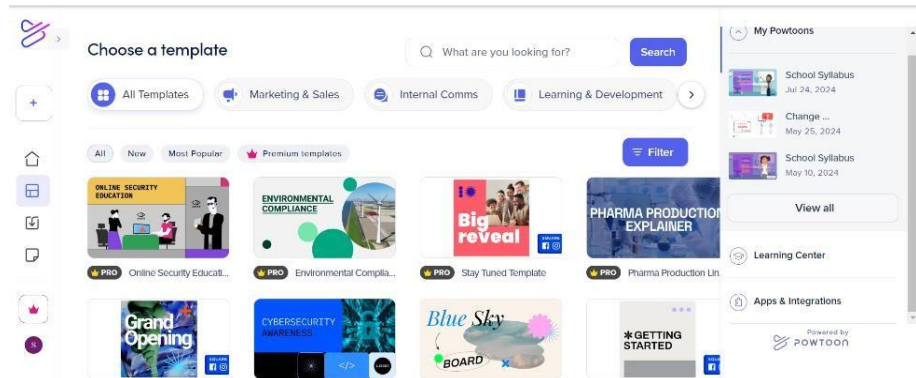 Choose a template
What are you looking for?
Search
All Templates
Marketing & Sales
Internal Comms
Learning & Development
All
New
Most Popular
Premium templates
Filter
ONLINE SECURITY
EDUCATION
ENVIRONMENTAL
COMPLIANCE
Big
reveal
SQUARE
PHARMA PRODUCTION
EXPLAINER
PRO Online Security Educati...
PRO Environmental Complia...
PRO Stay Tuned Template
PRO Pharma Production Lin
Grand
Opening
SQUARE
CYBERSECURITY
AWARENESS
</>
Blue Sky
BOARD
GETTING
STARTED
SQUARE
My Powtoons
School Syllabus
Jul 24, 2024
Change ...
May 25, 2024
School Syllabus
May 10, 2024
View all
Learning Center
Apps & Integrations
Powered by
POWTOON